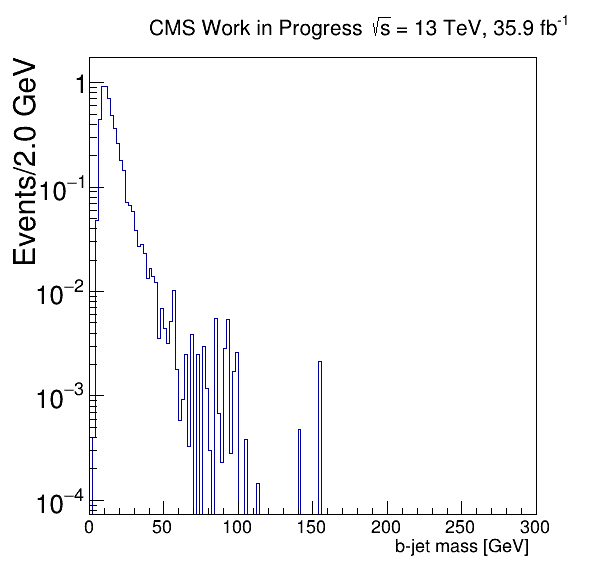 CMS Work in Progress √s = 13 TeV, 35.9 fb⁻¹
Events/2.0 GeV
1
10⁻¹
10⁻²
10⁻³
10⁻⁴
0 50 100 150 200 250 300
b-jet mass [GeV]